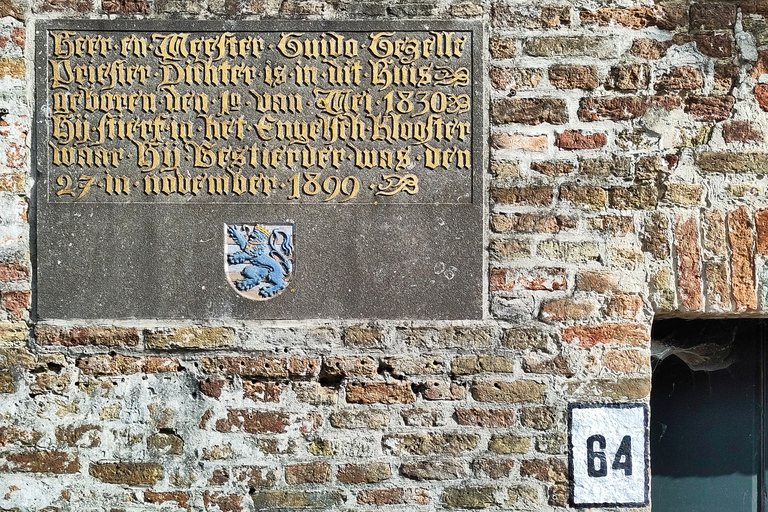 Heer·en·Meester·Guido·Gezelle
Priester·Dichter is in dit Huis
geboren den 1ⁿ·van·Mei·1830
Hij stierf in het·Engelsch Klooster
waar·Hij·Bestierder·was·den
27·in·november·1899·
64